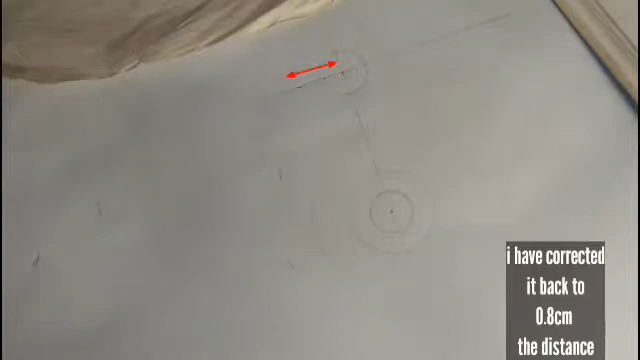 i have corrected
it back to
0.8cm
the distance